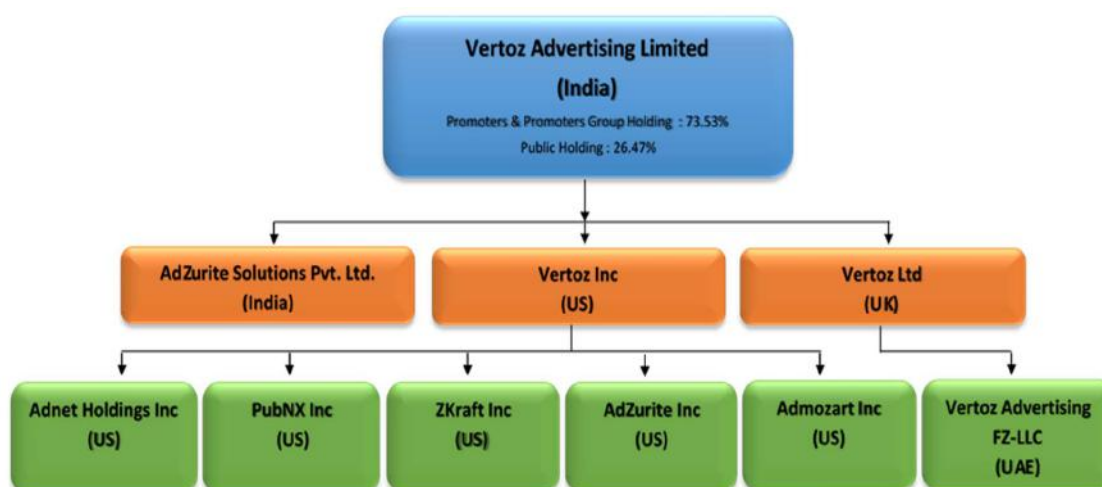 Vertoz Advertising Limited
(India)
Promoters & Promoters Group Holding : 73.53%
Public Holding : 26.47%
AdZurite Solutions Pvt. Ltd.
(India)
Vertoz Inc
(US)
Vertoz Ltd
(UK)
Adnet Holdings Inc
(US)
PubNX Inc
(US)
ZKraft Inc
(US)
AdZurite Inc
(US)
Admozart Inc
(US)
Vertoz Advertising
FZ-LLC
(UAE)